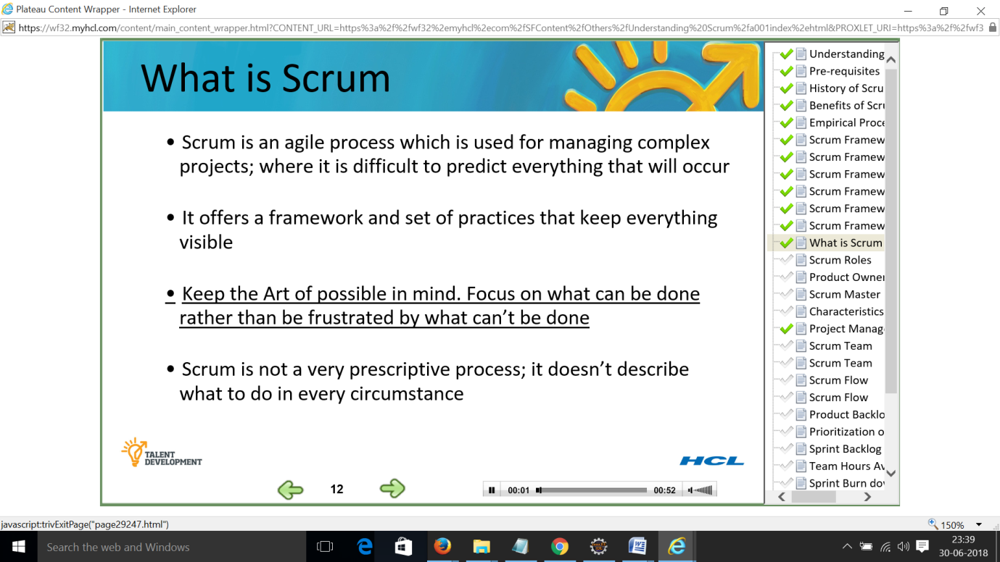 Plateau Content Wrapper - Internet Explorer
https://wf32.myhcl.com/content/main_content_wrapper.html?CONTENT_URL=https%3a%2f%2fwf32%2emyhcl%2ecom%2fSFContent%2fOthers%2fUnderstanding%20Scrum%2fa001index%2ehtml&PROXLET_URI=https%3a%2f%2fwf3
What is Scrum
• Scrum is an agile process which is used for managing complex
projects; where it is difficult to predict everything that will occur
• It offers a framework and set of practices that keep everything
visible
• Keep the Art of possible in mind. Focus on what can be done
rather than be frustrated by what can't be done
• Scrum is not a very prescriptive process; it doesn't describe
what to do in every circumstance
TALENT
DEVELOPMENT
HCL
12
00:01
00:52
Understanding
Pre-requisites
History of Scru
Benefits of Scru
Empirical Proce
Scrum Framew
Scrum Framew
Scrum Framew
Scrum Framew
Scrum Framew
Scrum Framew
What is Scrum
Scrum Roles
Product Owner
Scrum Master
Characteristics
Project Manag
Scrum Team
Scrum Team
Scrum Flow
Scrum Flow
Product Backlo
Prioritization o
Sprint Backlog
Team Hours Av
Sprint Burn dov
javascript:trivExitPage("page29247.html")
150%
Search the web and Windows
23:39
30-06-2018